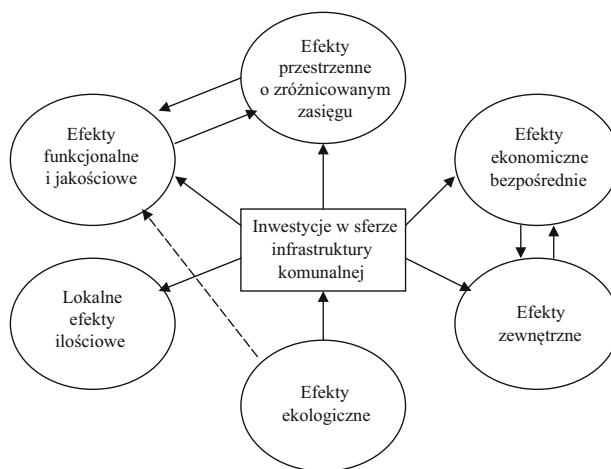 Efekty
przestrzenne
o zróżnicowanym
zasięgu
Efekty
funkcjonalne
i jakościowe
Efekty
ekonomiczne
bezpośrednie
Inwestycje w sferze
infrastruktury
komunalnej
Lokalne
efekty
ilościowe
Efekty
zewnętrzne
Efekty
ekologiczne